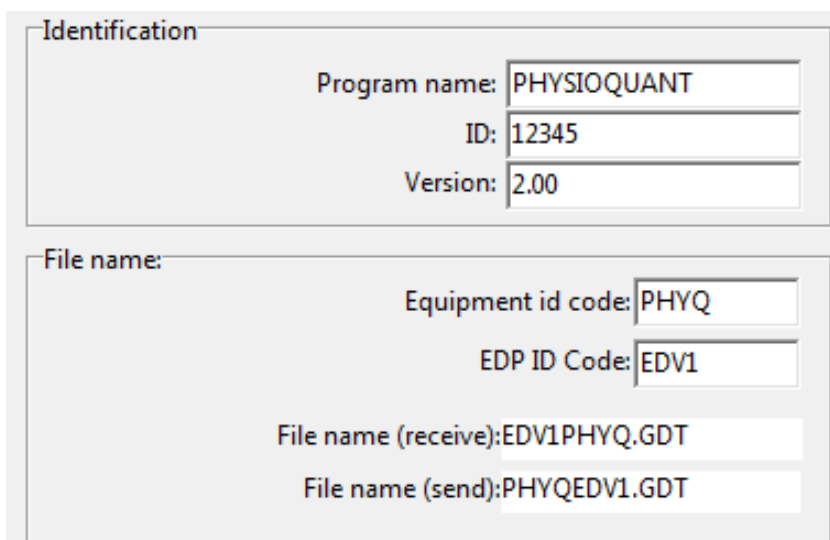 Identification
Program name: PHYSIOQUANT
ID: 12345
Version: 2.00
File name:
Equipment id code: PHYQ
EDP ID Code: EDV1
File name (receive): EDV1PHYQ.GDT
File name (send): PHYQEDV1.GDT